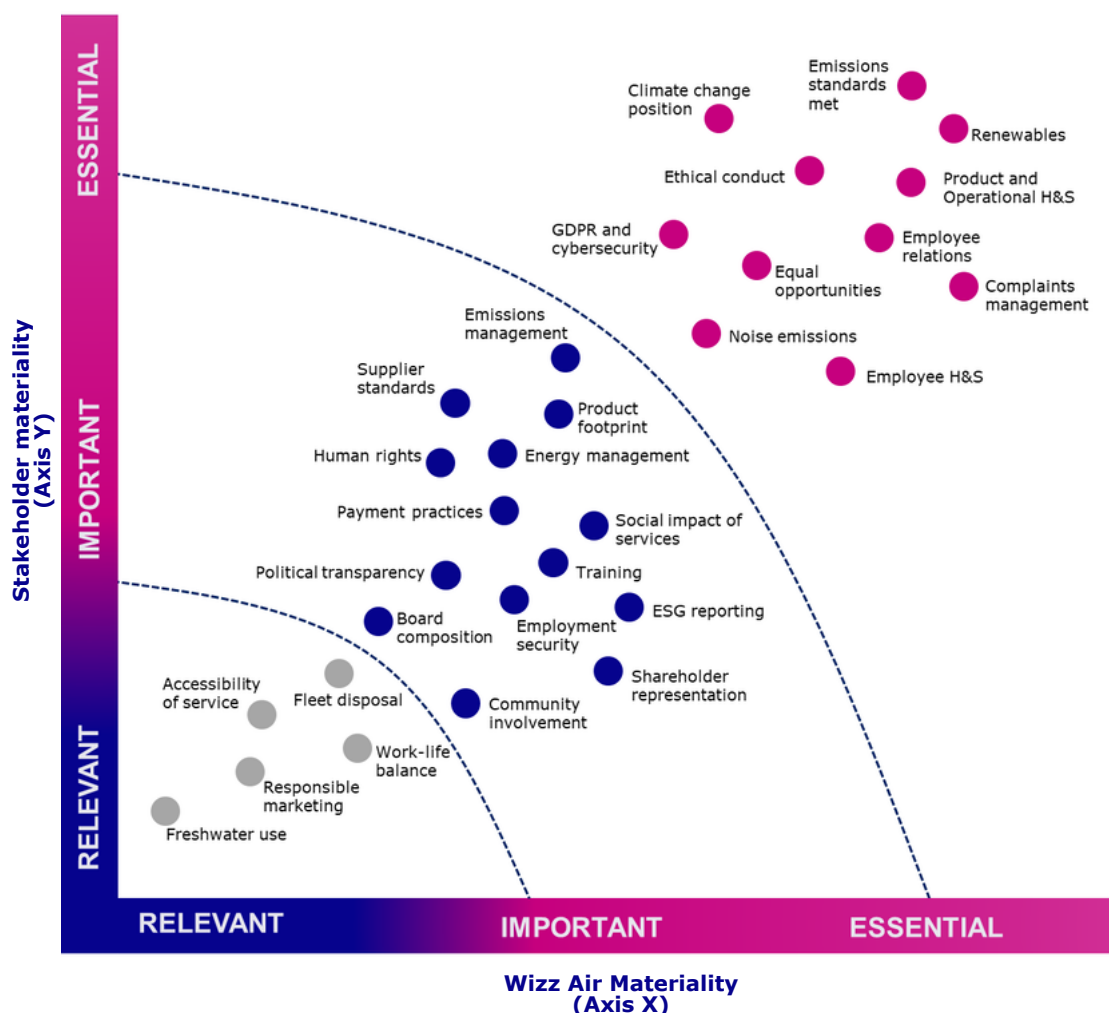 ESSENTIAL
IMPORTANT
RELEVANT
Stakeholder materiality
(Axis Y)
Emissions
standards
met
Climate change
position
Renewables
Ethical conduct
Product and
Operational H&S
GDPR and
cybersecurity
Employee
relations
Equal
opportunities
Complaints
management
Noise emissions
Employee H&S
Emissions
management
Supplier
standards
Product
footprint
Human rights
Energy management
Payment practices
Social impact of
services
Political transparency
Training
Board
composition
Employment
security
ESG reporting
Shareholder
representation
Community
involvement
Accessibility
of service
Fleet disposal
Work-life
balance
Responsible
marketing
Freshwater use
RELEVANT
IMPORTANT
ESSENTIAL
Wizz Air Materiality
(Axis X)